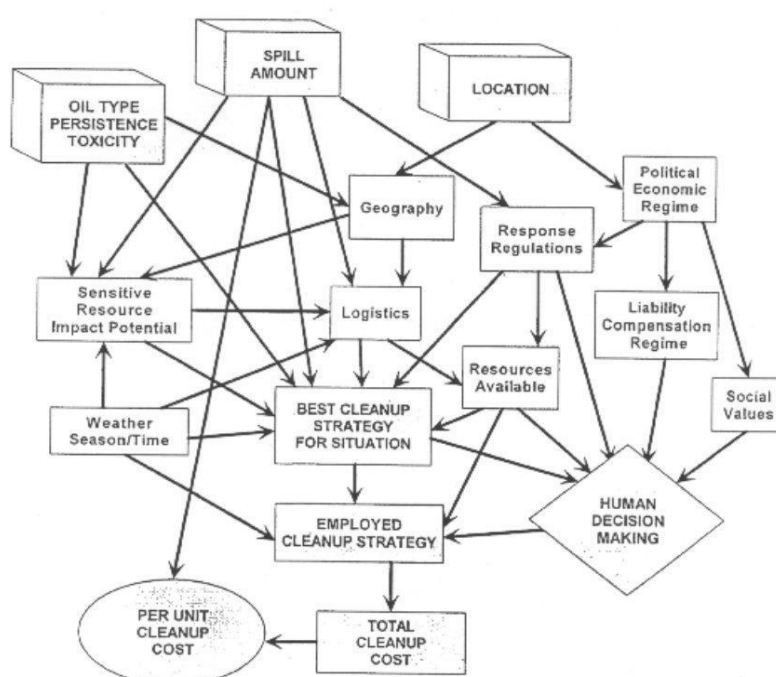 SPILL
AMOUNT
OIL TYPE
PERSISTENCE
TOXICITY
LOCATION
Geography
Political
Economic
Regime
Response
Regulations
Sensitive
Resource
Impact Potential
Logistics
Liability
Compensation
Regime
Resources
Available
Social
Values
Weather
Season/Time
BEST CLEANUP
STRATEGY
FOR SITUATION
HUMAN
DECISION
MAKING
EMPLOYED
CLEANUP STRATEGY
PER UNIT
CLEANUP
COST
TOTAL
CLEANUP
COST